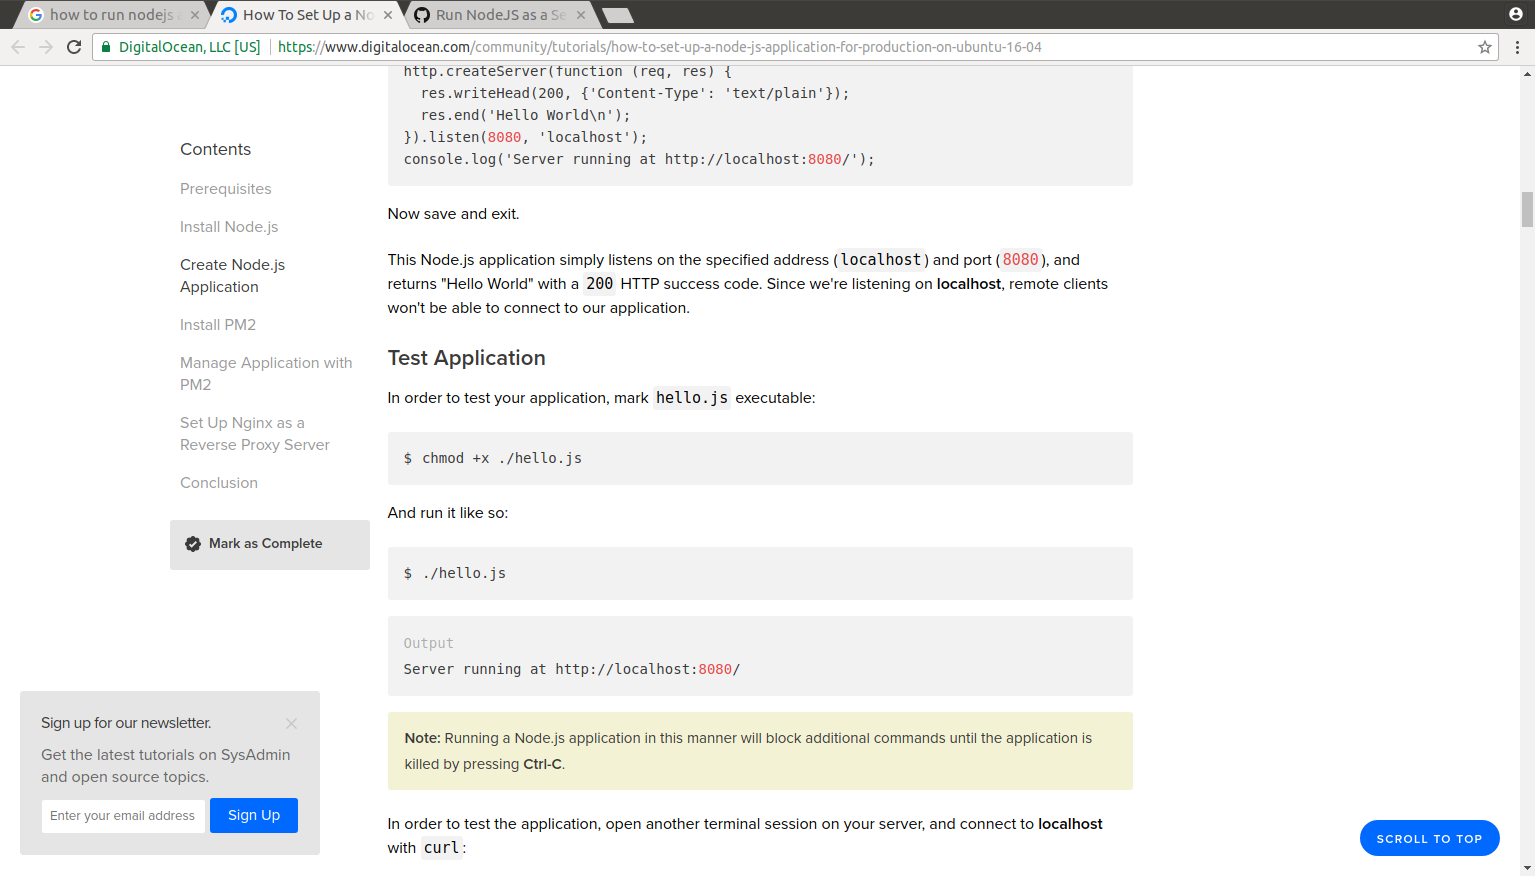 how to run nodejs
How To Set Up a No
Run NodeJS as a Se
DigitalOcean, LLC [US]
https://www.digitalocean.com/community/tutorials/how-to-set-up-a-node-js-application-for-production-on-ubuntu-16-04
http.createServer(function (req, res) {
  res.writeHead(200, {'Content-Type': 'text/plain'});
  res.end('Hello World\n');
}).listen(8080, 'localhost');
console.log('Server running at http://localhost:8080/');
Contents
Prerequisites
Install Node.js
Create Node.js
Application
Install PM2
Manage Application with
PM2
Set Up Nginx as a
Reverse Proxy Server
Conclusion
Mark as Complete
Now save and exit.
This Node.js application simply listens on the specified address (localhost) and port (8080), and
returns "Hello World" with a 200 HTTP success code. Since we're listening on localhost, remote clients
won't be able to connect to our application.
Test Application
In order to test your application, mark hello.js executable:
$ chmod +x ./hello.js
And run it like so:
$ ./hello.js
Output
Server running at http://localhost:8080/
Note: Running a Node.js application in this manner will block additional commands until the application is
killed by pressing Ctrl-C.
In order to test the application, open another terminal session on your server, and connect to localhost
with curl:
Sign up for our newsletter.
Get the latest tutorials on SysAdmin
and open source topics.
Enter your email address
Sign Up
SCROLL TO TOP